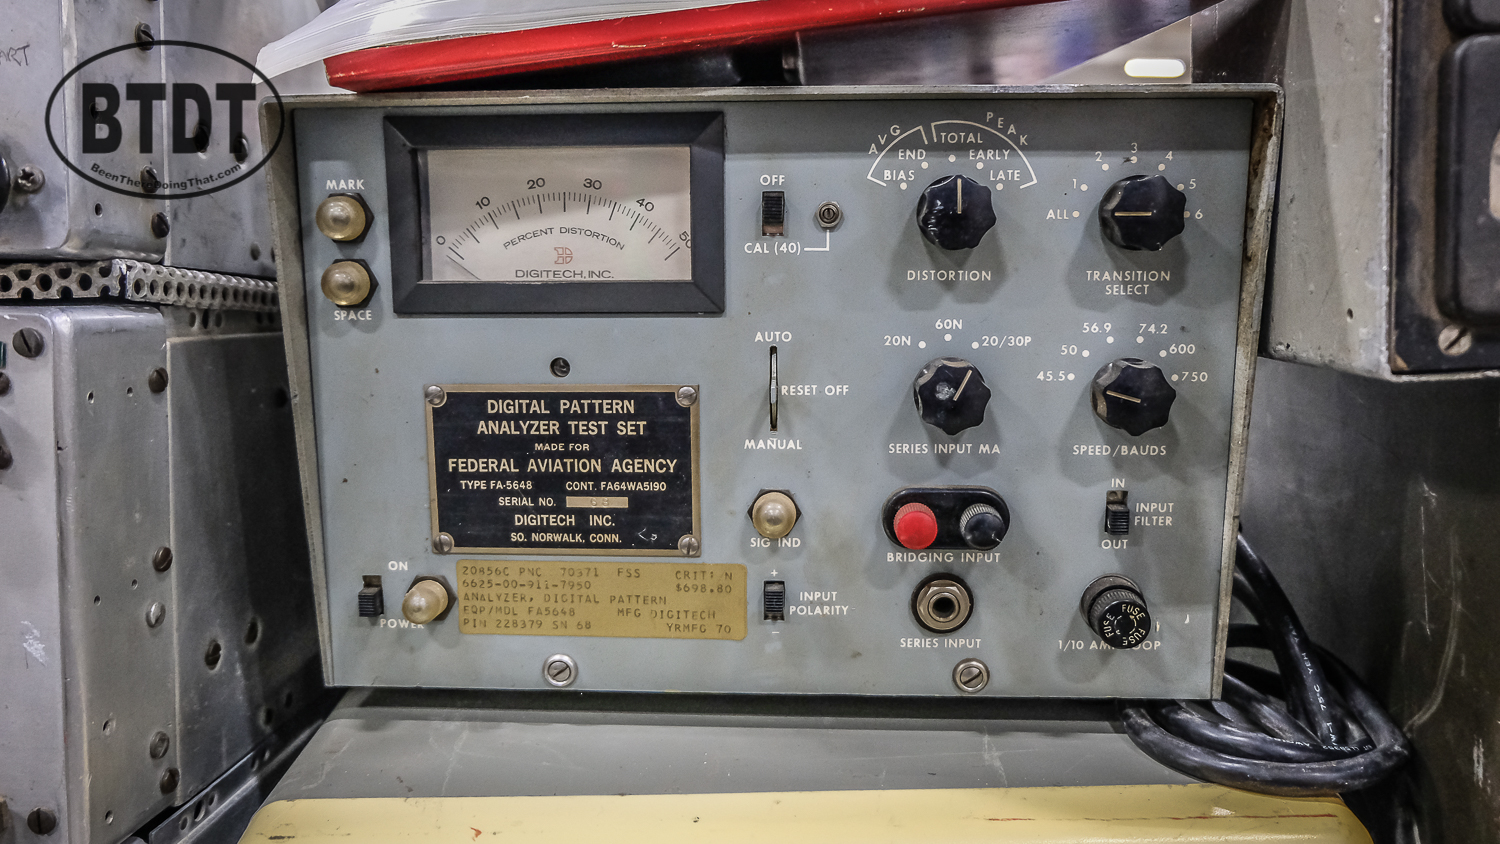 ART
BTDT
BeenThereDoingThat.com
MARK
SPACE
0 10 20 30 40 50
PERCENT DISTORTION
DIGITECH, INC.
OFF
CAL (40)
AVG PEAK
TOTAL
END EARLY
BIAS LATE
DISTORTION
ALL 1 2 3 4 5 6
TRANSITION
SELECT
AUTO
RESET OFF
MANUAL
20N 60N 20/30P
SERIES INPUT MA
45.5 50 56.9 74.2 600 750
SPEED/BAUDS
DIGITAL PATTERN
ANALYZER TEST SET
MADE FOR
FEDERAL AVIATION AGENCY
TYPE FA-5648 CONT. FA64WA5190
SERIAL NO. 68
DIGITECH INC.
SO. NORWALK, CONN.
SIG IND
BRIDGING INPUT
IN
INPUT
FILTER
OUT
ON
POWER
20856C PNC 70371 FSS CRIT: N
6625-00-911-7950 $698.80
ANALYZER, DIGITAL PATTERN
EQP/MDL FA5648 MFG DIGITECH
PIN 228379 SN 68 YRMFG 70
+
INPUT
POLARITY
-
SERIES INPUT
FUSE
FUSE
1/10 AMP LOOP